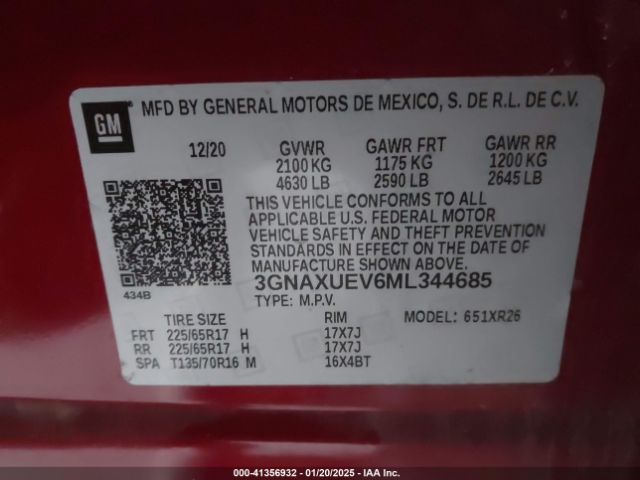 GM
MFD BY GENERAL MOTORS DE MEXICO, S. DE R.L. DE C.V.
12/20 GVWR GAWR FRT GAWR RR
2100 KG 1175 KG 1200 KG
4630 LB 2590 LB 2645 LB
THIS VEHICLE CONFORMS TO ALL
APPLICABLE U.S. FEDERAL MOTOR
VEHICLE SAFETY AND THEFT PREVENTION
STANDARDS IN EFFECT ON THE DATE OF
MANUFACTURE SHOWN ABOVE.
434B
3GNAXUEV6ML344685
TYPE: M.P.V.
TIRE SIZE RIM MODEL: 651XR26
FRT 225/65R17 H 17X7J
RR 225/65R17 H 17X7J
SPA T135/70R16 M 16X4BT
000-41356932 - 01/20/2025 - IAA Inc.